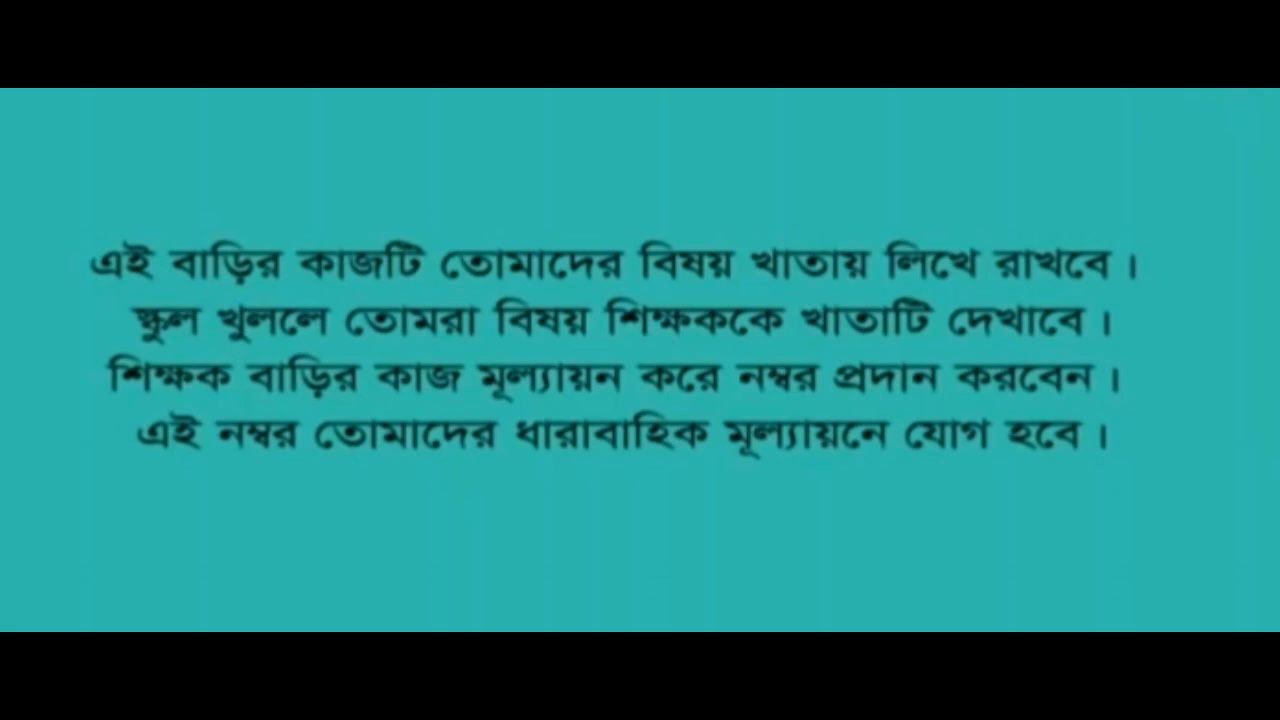 এই বাড়ির কাজটি তোমাদের বিষয় খাতায় লিখে রাখবে।
স্কুল খুললে তোমরা বিষয় শিক্ষককে খাতাটি দেখাবে।
শিক্ষক বাড়ির কাজ মূল্যায়ন করে নম্বর প্রদান করবেন।
এই নম্বর তোমাদের ধারাবাহিক মূল্যায়নে যোগ হবে।